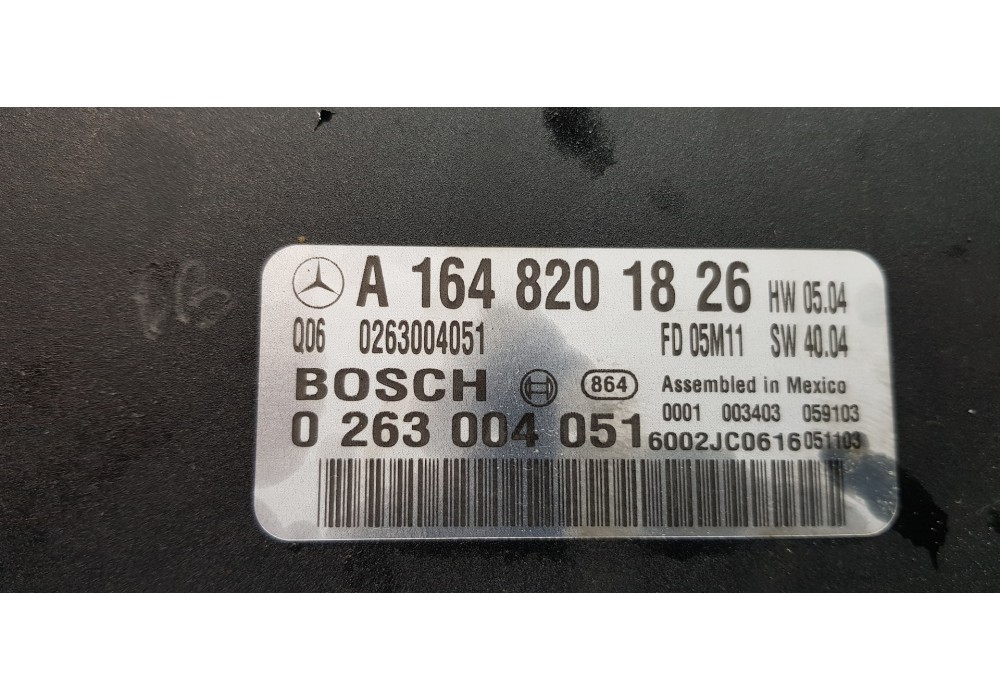 A 164 820 18 26 HW 05.04
Q06 0263004051 FD 05M11 SW 40.04
BOSCH 864 Assembled in Mexico
0001 003403 059103
0 263 004 051 6002JC0616 051103